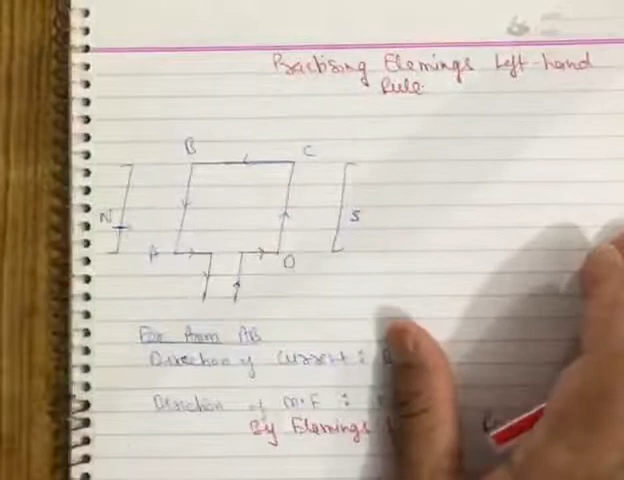 Practising Flemings Left-hand
Rule
B
C
N
S
A
D
For Arm AB
Direction of current :
Direction of M.F :
By Flemings